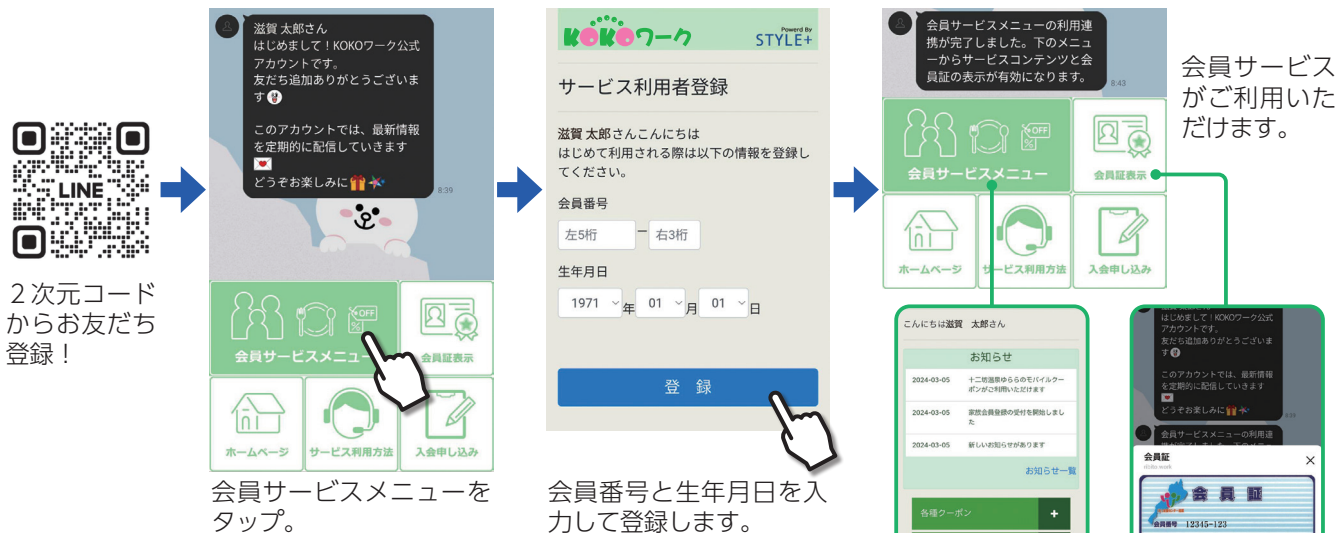 LINE
２次元コード
からお友だち
登録！
滋賀 太郎さん
はじめまして！KOKOワーク公式
アカウントです。
友だち追加ありがとうございま
す
このアカウントでは、最新情報
を定期的に配信していきます
どうぞお楽しみに
8:39
OFF
%
会員サービスメニュー
会員証表示
ホームページ
サービス利用方法
入会申し込み
会員サービスメニューを
タップ。
KOKOワーク
Powered By
STYLE+
サービス利用者登録
滋賀 太郎さんこんにちは
はじめて利用される際は以下の情報を登録し
てください。
会員番号
左5桁 ー 右3桁
生年月日
1971 年 01 月 01 日
登 録
会員番号と生年月日を入
力して登録します。
会員サービスメニューの利用連
携が完了しました。下のメニュ
ーからサービスコンテンツと会
員証の表示が有効になります。
8:43
OFF
%
会員サービスメニュー
会員証表示
ホームページ
サービス利用方法
入会申し込み
会員サービス
がご利用いた
だけます。
こんにちは滋賀 太郎さん
お知らせ
2024-03-05 十二坊温泉ゆららのモバイルクー
ポンがご利用いただけます
2024-03-05 家族会員登録の受付を開始しまし
た
2024-03-05 新しいお知らせがあります
お知らせ一覧
各種クーポン +
はじめまして！KOKOワーク公式
アカウントです。
友だち追加ありがとうございま
す
このアカウントでは、最新情報
を定期的に配信していきます
どうぞお楽しみに
8:39
会員サービスメニューの利用連
会員証
×
会員証
会員番号 12345-123